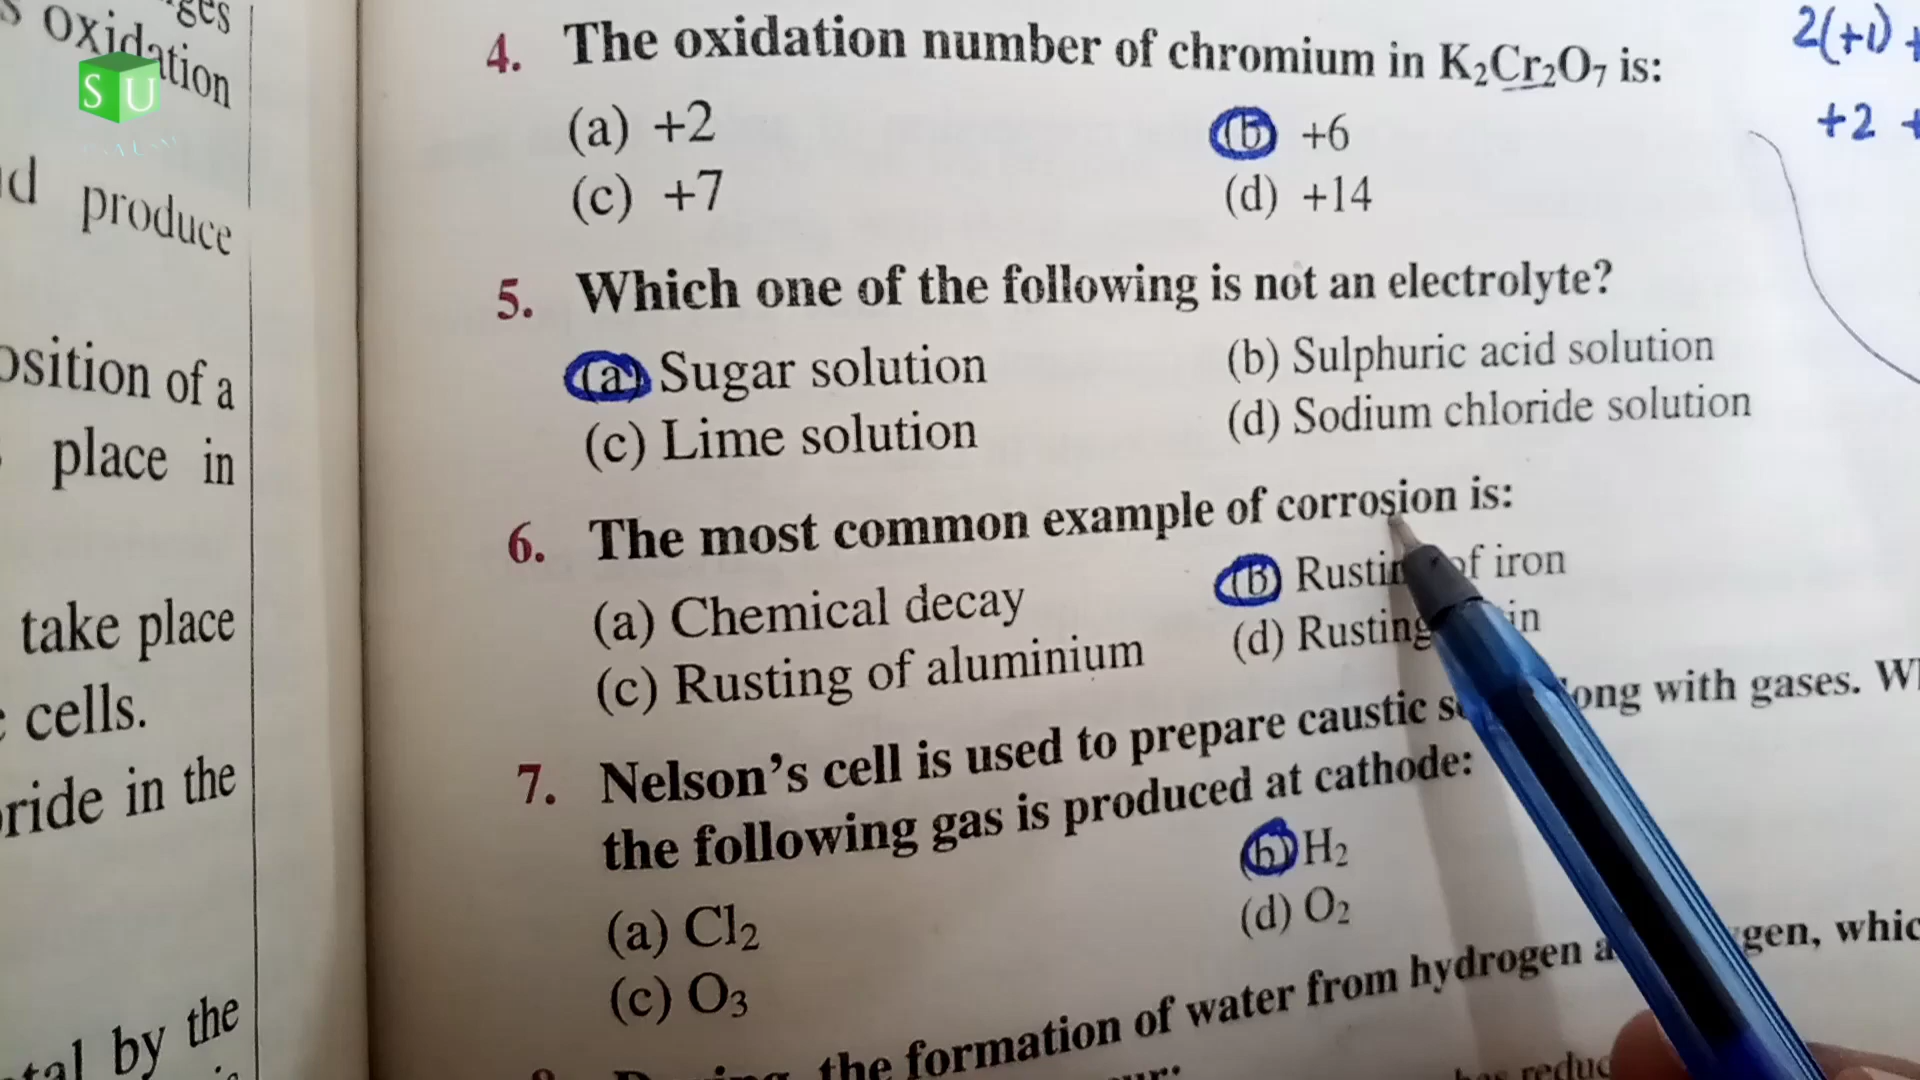 ges
oxidation
d produce
osition of a
place in
take place
cells.
oride in the
tal by the
S U
4. The oxidation number of chromium in K₂Cr₂O₇ is:
(a) +2 (b) +6
(c) +7 (d) +14
2(+1) +
+2 +
5. Which one of the following is not an electrolyte?
(a) Sugar solution (b) Sulphuric acid solution
(c) Lime solution (d) Sodium chloride solution
6. The most common example of corrosion is:
(a) Chemical decay (b) Rusting of iron
(c) Rusting of aluminium (d) Rusting in
7. Nelson's cell is used to prepare caustic s ong with gases. Wh
the following gas is produced at cathode:
(a) Cl₂ (b) H₂
(c) O₃ (d) O₂
the formation of water from hydrogen a gen, whic
reduc